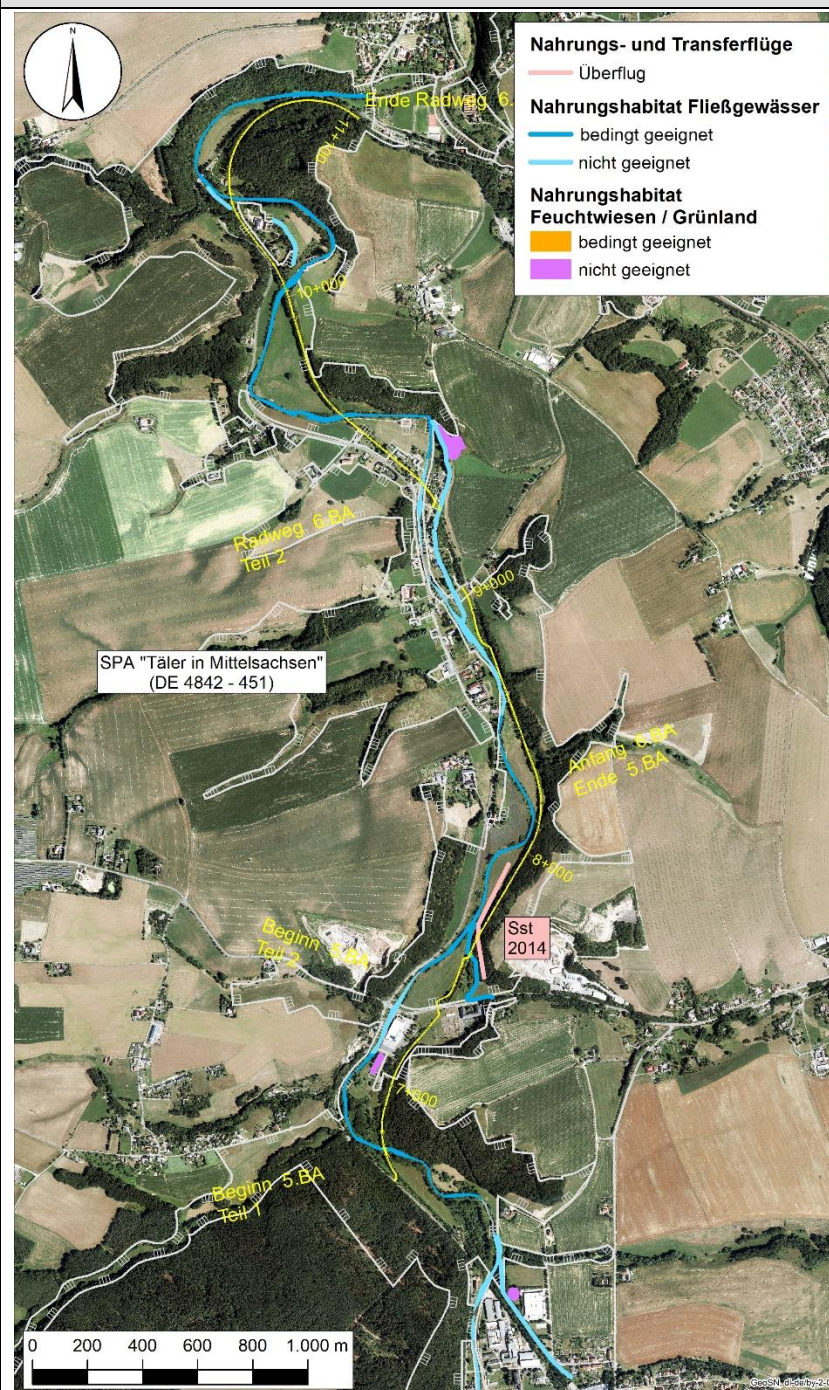 N
Nahrungs- und Transferflüge
Überflug
Nahrungshabitat Fließgewässer
bedingt geeignet
nicht geeignet
Nahrungshabitat
Feuchtwiesen / Grünland
bedingt geeignet
nicht geeignet
Ende Radweg 6.
10+000
Radweg 6.BA
Teil 2
9+000
SPA "Täler in Mittelsachsen"
(DE 4842 - 451)
Anfang 6.BA
Ende 5.BA
8+000
Sst
2014
Beginn 5.BA
Teil 2
7+000
Beginn 5.BA
Teil 1
0 200 400 600 800 1.000 m